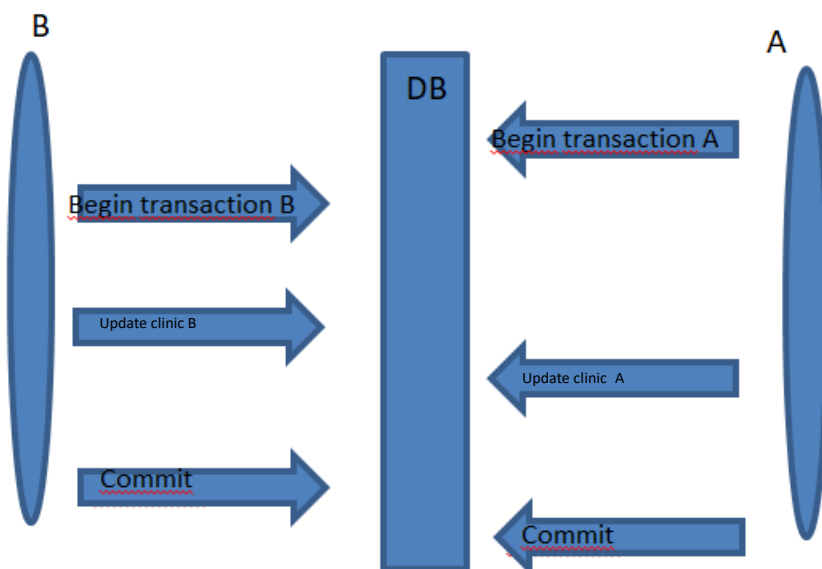 B
A
DB
Begin transaction A
Begin transaction B
Update clinic B
Update clinic  A
Commit
Commit